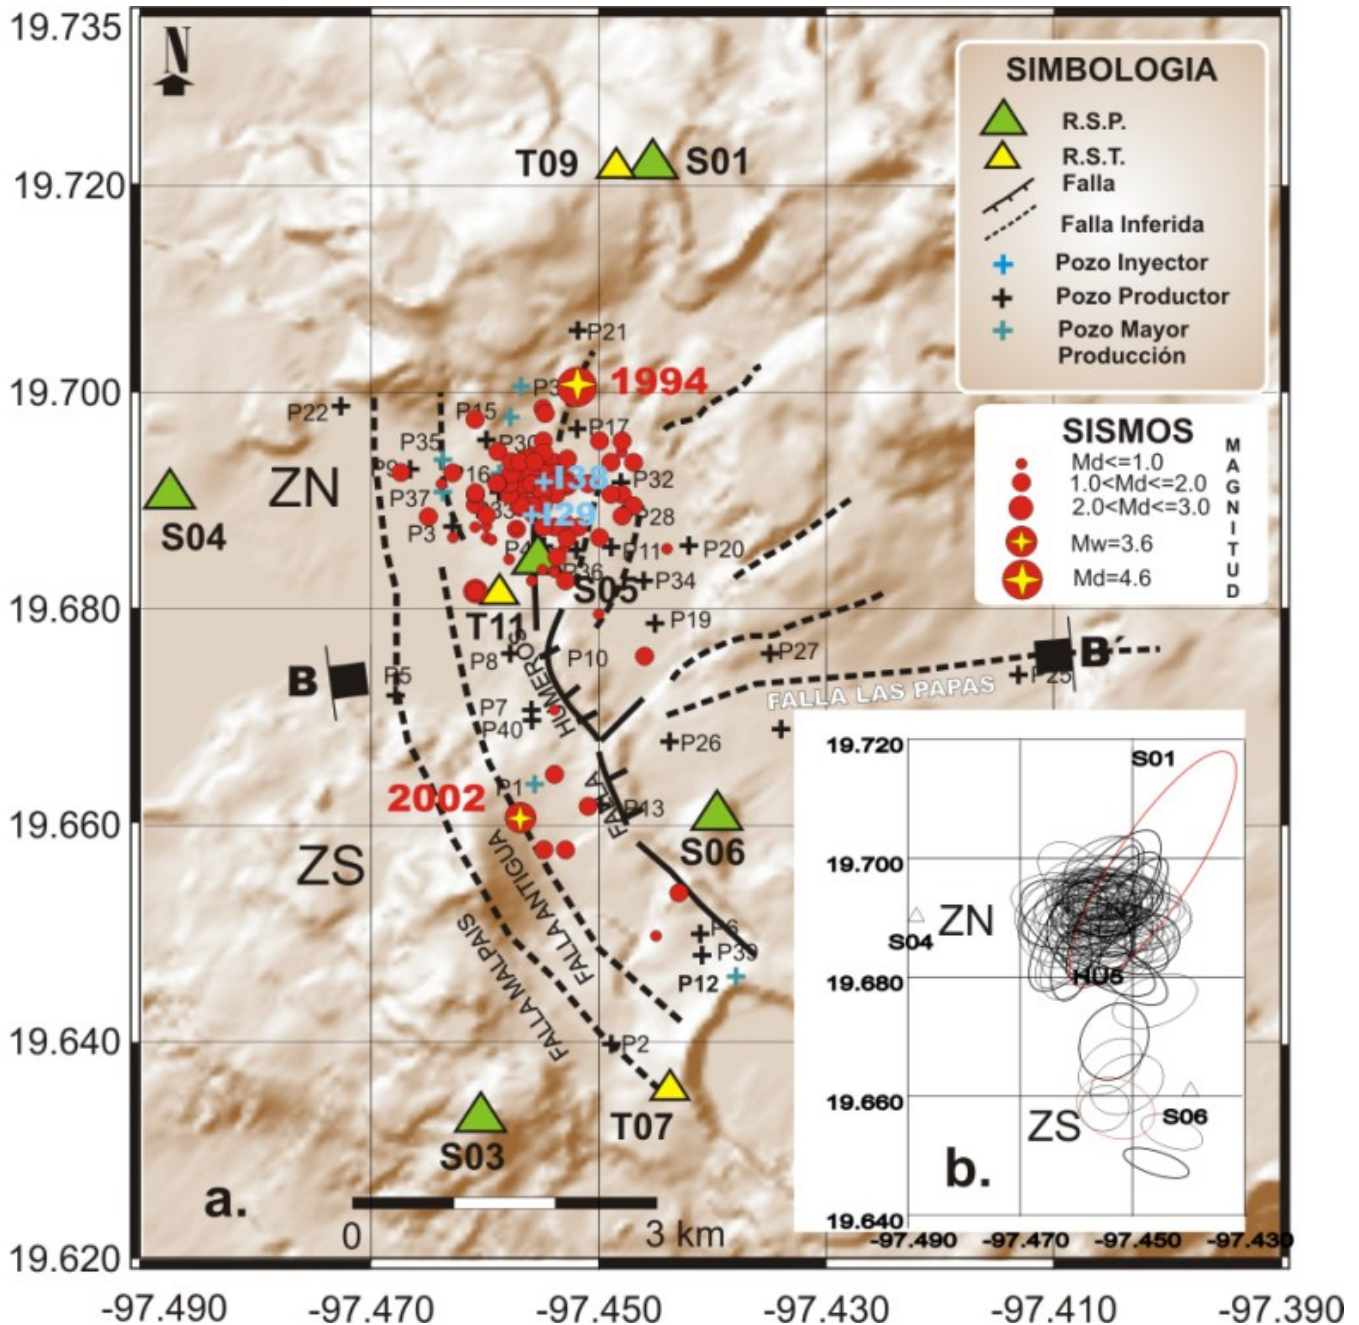 19.735
N
SIMBOLOGIA
R.S.P.
R.S.T.
Falla
Falla Inferida
Pozo Inyector
Pozo Productor
Pozo Mayor
Producción
T09
S01
19.720
P21
19.700
1994
P22
P15
P17
P35
P30
ZN
P37
I38
P32
I29
P28
P3
P11
P20
S04
P36
P34
S05
19.680
T11
P19
P8
P10
P27
B
B´
P5
P25
HUMEROS
FALLA LAS PAPAS
P7
P40
P26
2002
P1
P13
FALLA
19.660
S06
ZS
FALLA ANTIGUA
FALLA MALPAIS
P6
P39
P12
19.640
P2
T07
S03
a.
0
3 km
19.620
-97.490
-97.470
-97.450
-97.430
-97.410
-97.390
SISMOS
Md<=1.0
1.0<Md<=2.0
2.0<Md<=3.0
Mw=3.6
Md=4.6
MAGNITUD
19.720
S01
19.700
ZN
S04
HU5
19.680
19.660
ZS
S06
b.
19.640
-97.490
-97.470
-97.450
-97.430